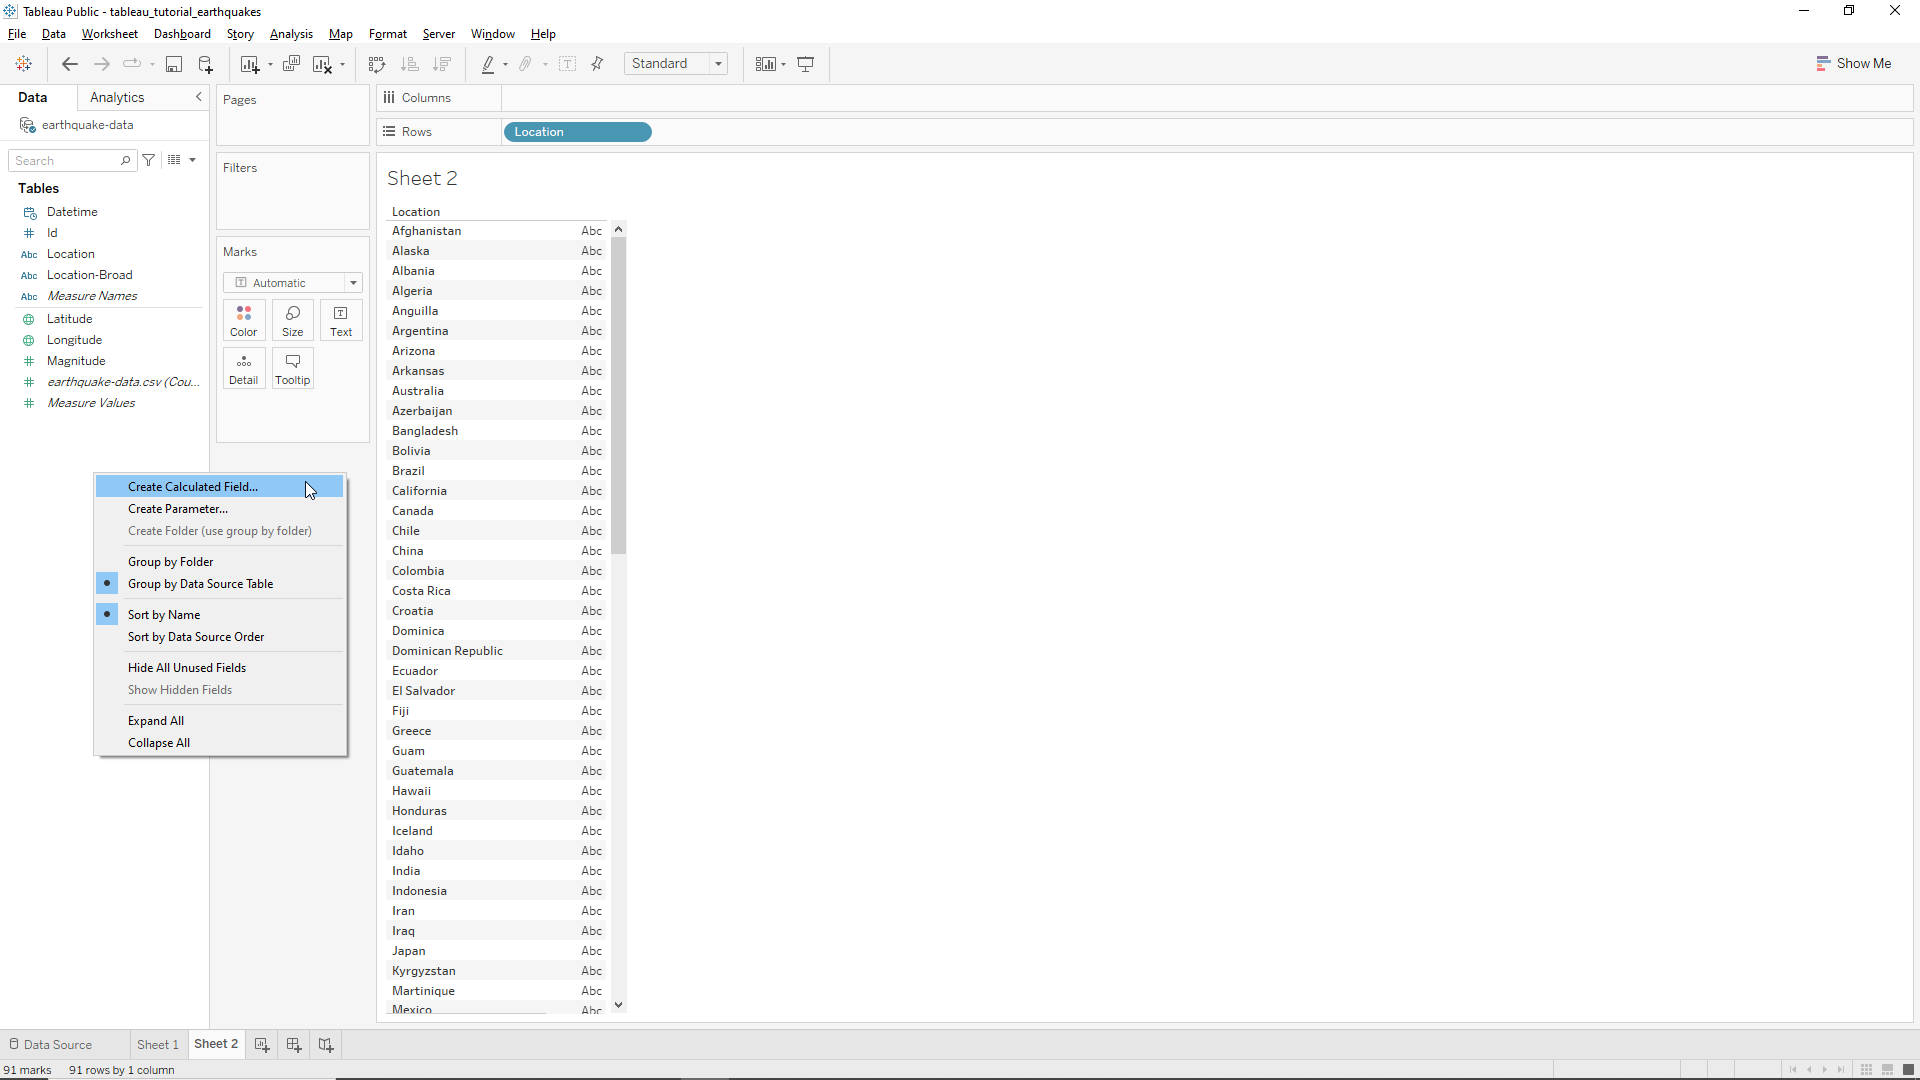 Tableau Public - tableau_tutorial_earthquakes
File Data Worksheet Dashboard Story Analysis Map Format Server Window Help
Standard
Show Me
Data Analytics
earthquake-data
Search
Tables
Datetime
Id
Abc Location
Abc Location-Broad
Abc Measure Names
Latitude
Longitude
Magnitude
earthquake-data.csv (Cou...
Measure Values
Create Calculated Field...
Create Parameter...
Create Folder (use group by folder)
Group by Folder
Group by Data Source Table
Sort by Name
Sort by Data Source Order
Hide All Unused Fields
Show Hidden Fields
Expand All
Collapse All
Pages
Filters
Marks
Automatic
Color Size Text
Detail Tooltip
Columns
Rows Location
Sheet 2
Location
Afghanistan Abc
Alaska Abc
Albania Abc
Algeria Abc
Anguilla Abc
Argentina Abc
Arizona Abc
Arkansas Abc
Australia Abc
Azerbaijan Abc
Bangladesh Abc
Bolivia Abc
Brazil Abc
California Abc
Canada Abc
Chile Abc
China Abc
Colombia Abc
Costa Rica Abc
Croatia Abc
Dominica Abc
Dominican Republic Abc
Ecuador Abc
El Salvador Abc
Fiji Abc
Greece Abc
Guam Abc
Guatemala Abc
Hawaii Abc
Honduras Abc
Iceland Abc
Idaho Abc
India Abc
Indonesia Abc
Iran Abc
Iraq Abc
Japan Abc
Kyrgyzstan Abc
Martinique Abc
Mexico Abc
Data Source Sheet 1 Sheet 2
91 marks 91 rows by 1 column